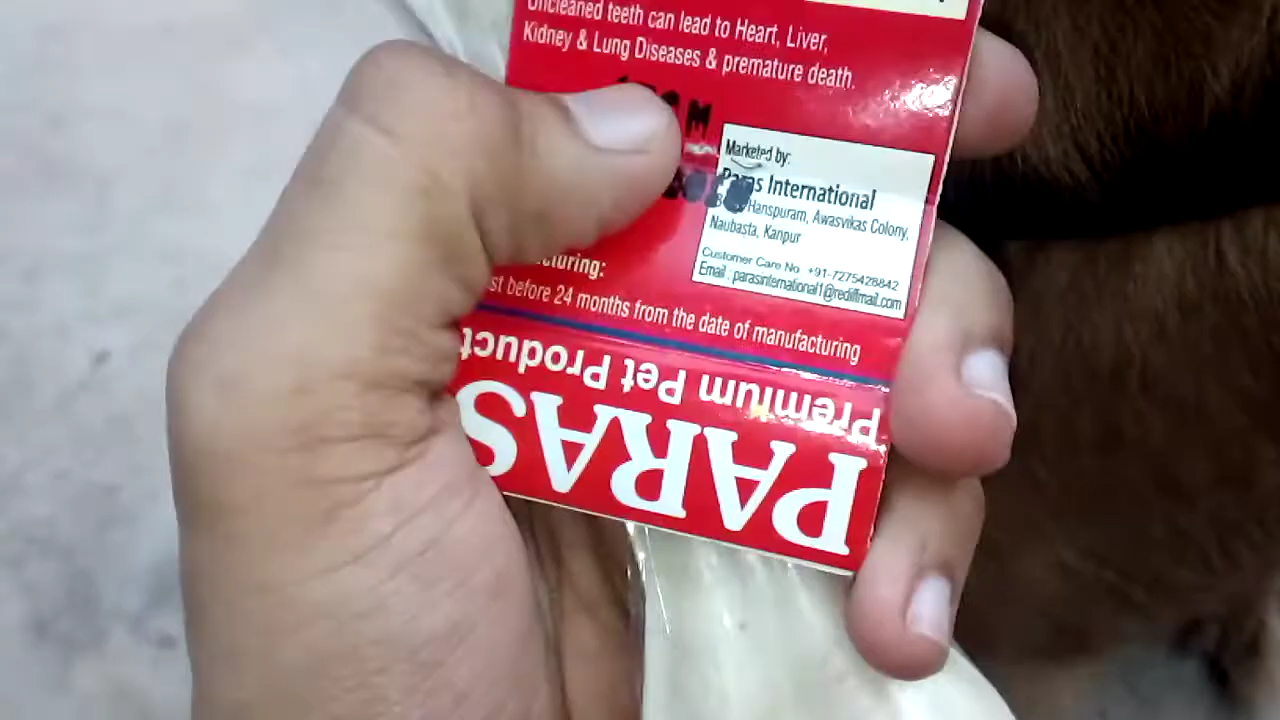 Uncleaned teeth can lead to Heart, Liver,
Kidney & Lung Diseases & premature death.
Marketed by:
Paras International
Hanspuram, Awasvikas Colony,
Naubasta, Kanpur
Customer Care No +91-7275428842
Email : parasinternational1@rediffmail.com
before 24 months from the date of manufacturing
Premium Pet Product
PARAS